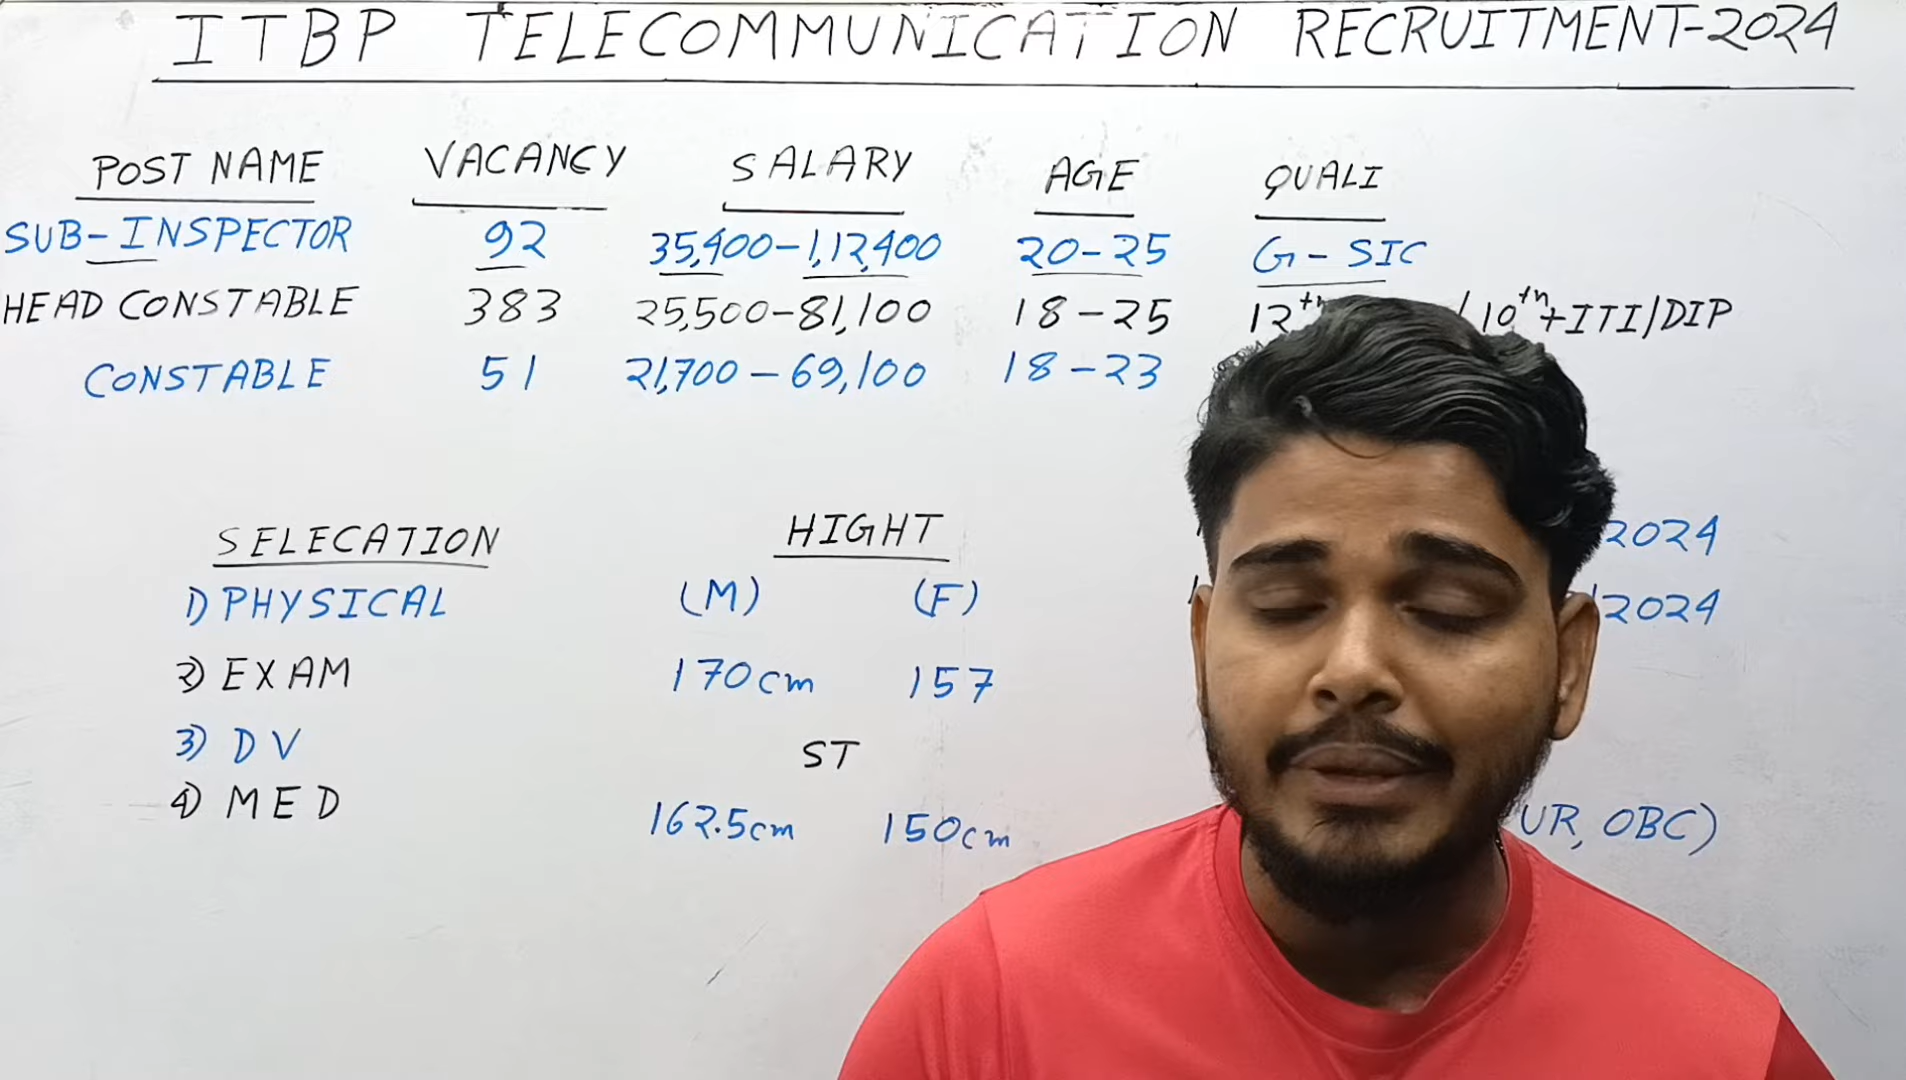 ITBP TELECOMMUNICATION RECRUITMENT-2024
POST NAME VACANCY SALARY AGE QUALI
SUB-INSPECTOR 92 35,400-1,12,400 20-25 G-SIC
HEAD CONSTABLE 383 25,500-81,100 18-25 12th / 10th+ITI/DIP
CONSTABLE 51 21,700-69,100 18-23
SELECATION HIGHT 2024
1) PHYSICAL (M) (F) 2024
2) EXAM 170cm 157
3) DV ST
4) MED 162.5cm 150cm UR, OBC)